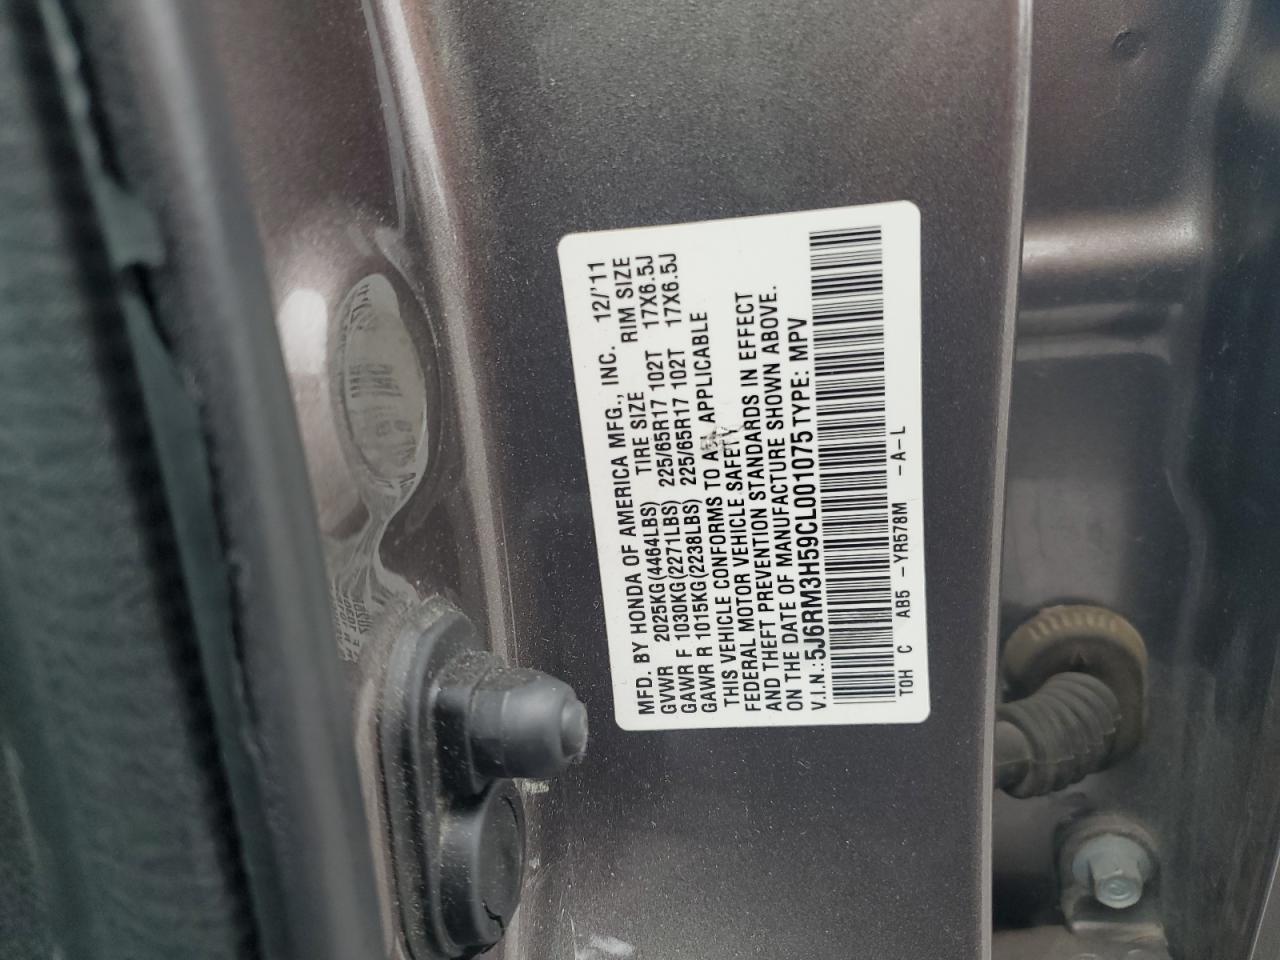 MFD. BY HONDA OF AMERICA MFG., INC. 12/'11
GVWR 2025KG(4464LBS) TIRE SIZE RIM SIZE
GAWR F 1030KG(2271LBS) 225/65R17 102T 17X6.5J
GAWR R 1015KG(2238LBS) 225/65R17 102T 17X6.5J
THIS VEHICLE CONFORMS TO ALL APPLICABLE
FEDERAL MOTOR VEHICLE SAFETY
AND THEFT PREVENTION STANDARDS IN EFFECT
ON THE DATE OF MANUFACTURE SHOWN ABOVE.
V.I.N.: 5J6RM3H59CL001075 TYPE: MPV
TOH C AB5 - YR578M -A-L